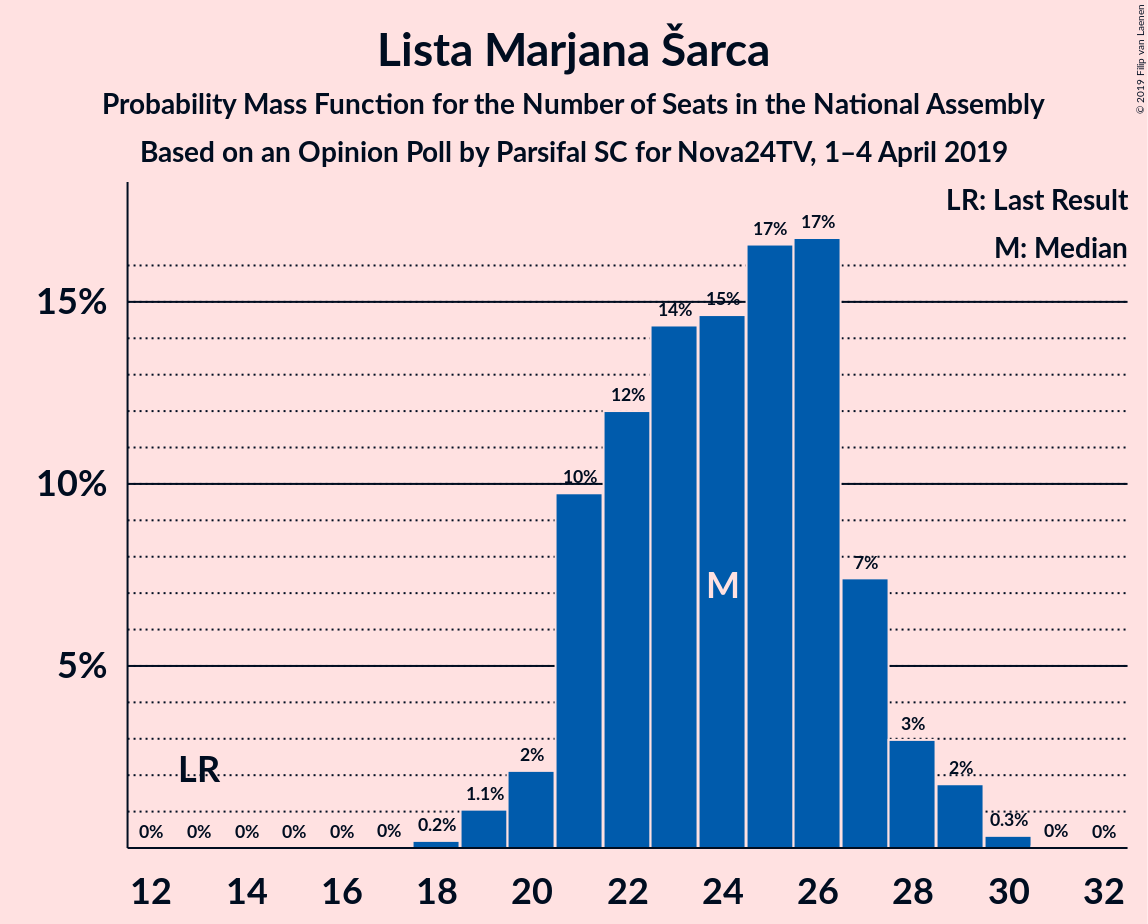 Lista Marjana Šarca
Probability Mass Function for the Number of Seats in the National Assembly
Based on an Opinion Poll by Parsifal SC for Nova24TV, 1–4 April 2019
© 2019 Filip van Laenen
LR: Last Result
M: Median
15%
10%
5%
0% 0% 0% 0% 0% 0% 0.2% 1.1% 2% 10% 12% 14% 15% 17% 17% 7% 3% 2% 0.3% 0% 0%
LR
M
12 14 16 18 20 22 24 26 28 30 32